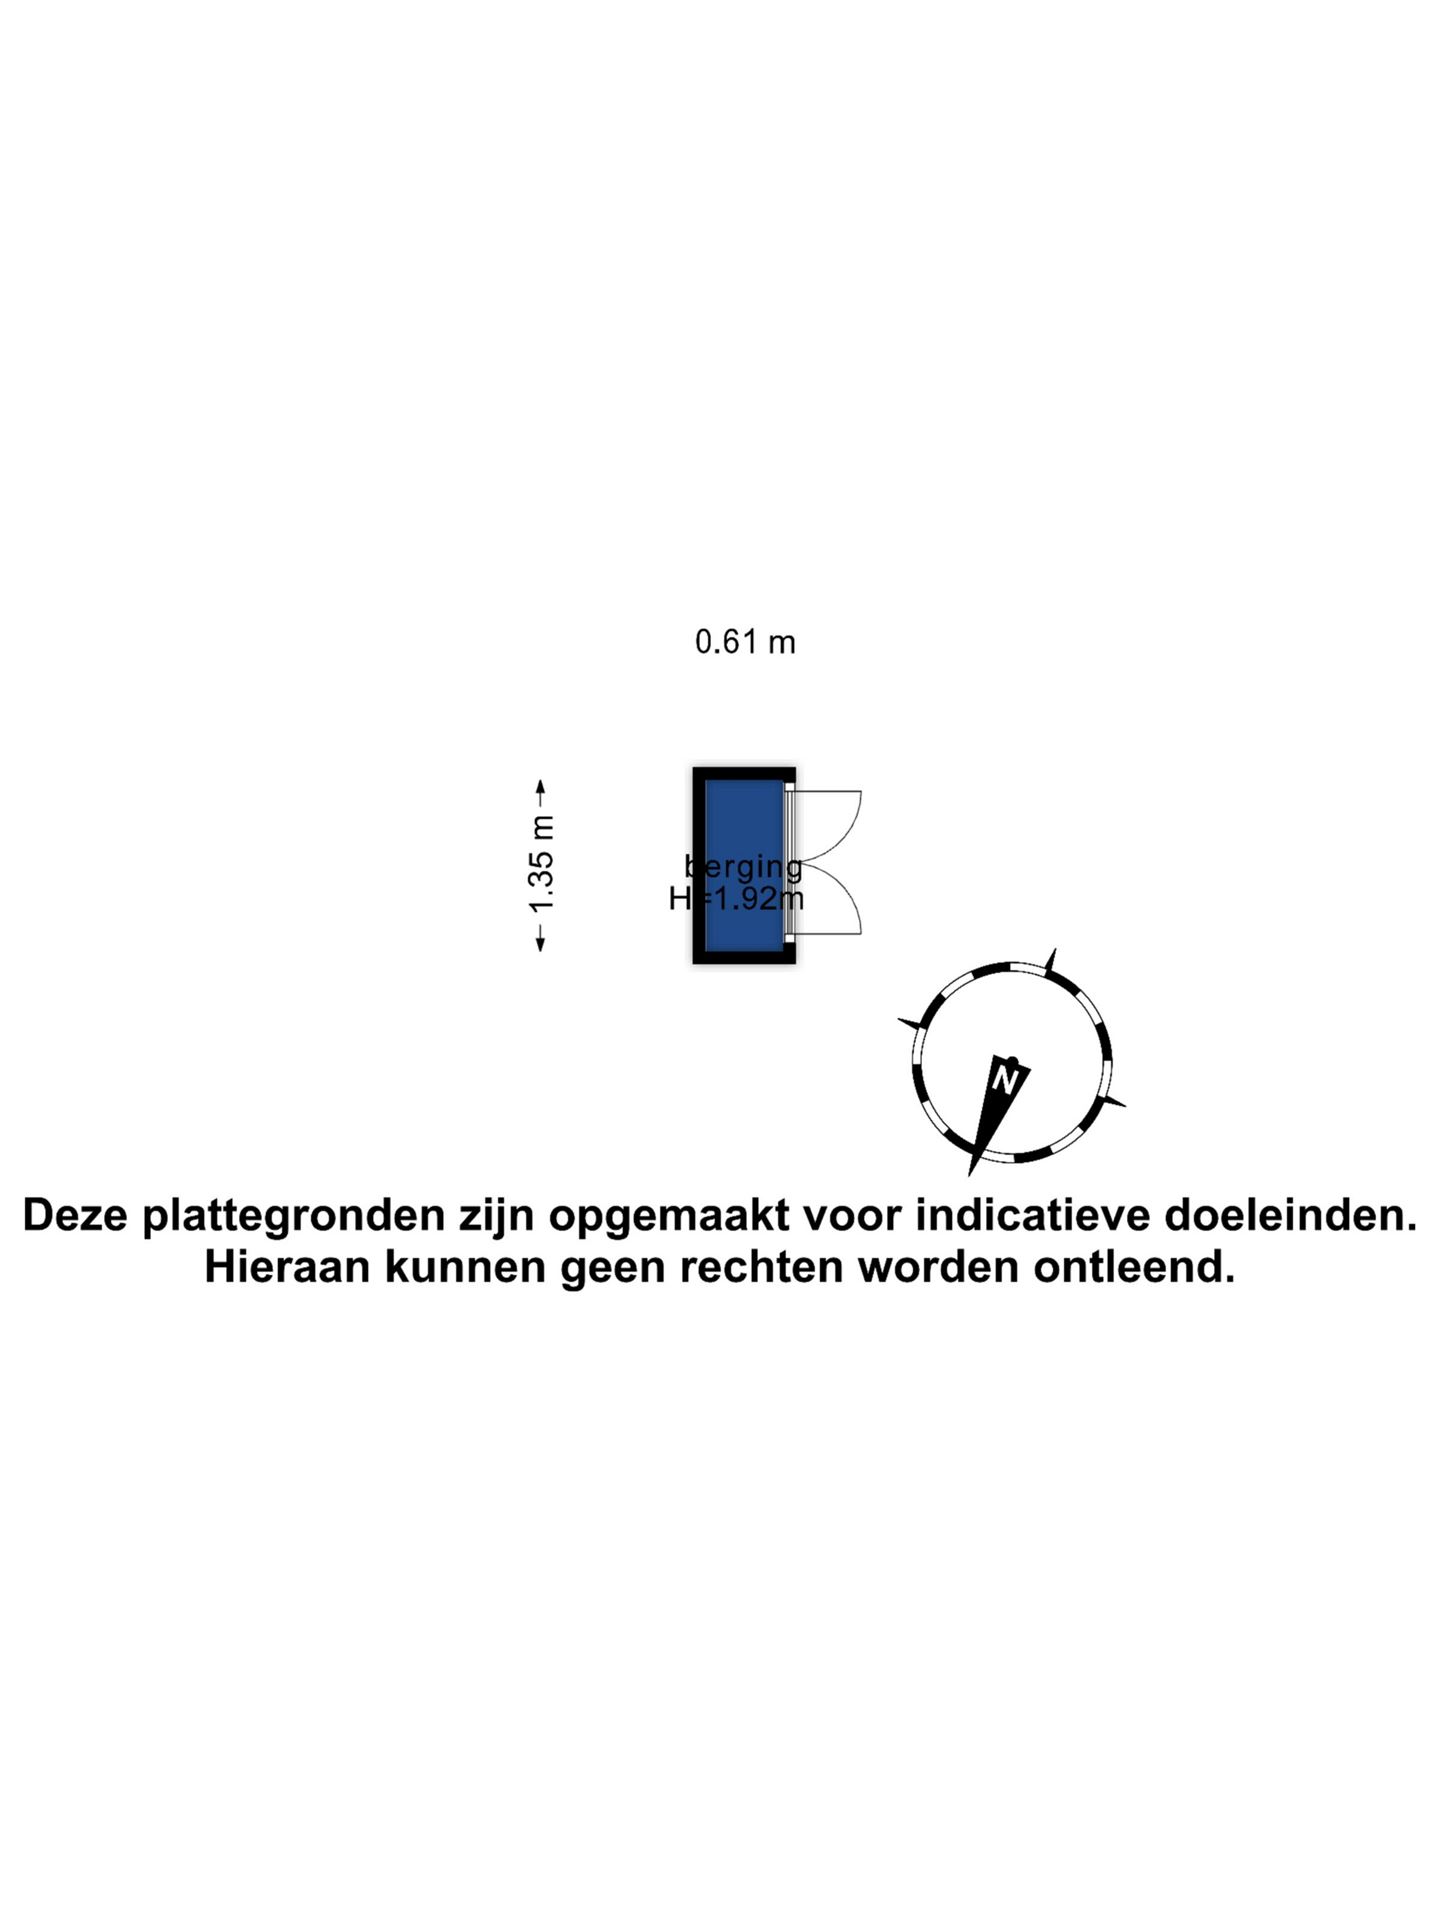 0.61 m
1.35 m
berging
H=1.92m
N
Deze plattegronden zijn opgemaakt voor indicatieve doeleinden.
Hieraan kunnen geen rechten worden ontleend.